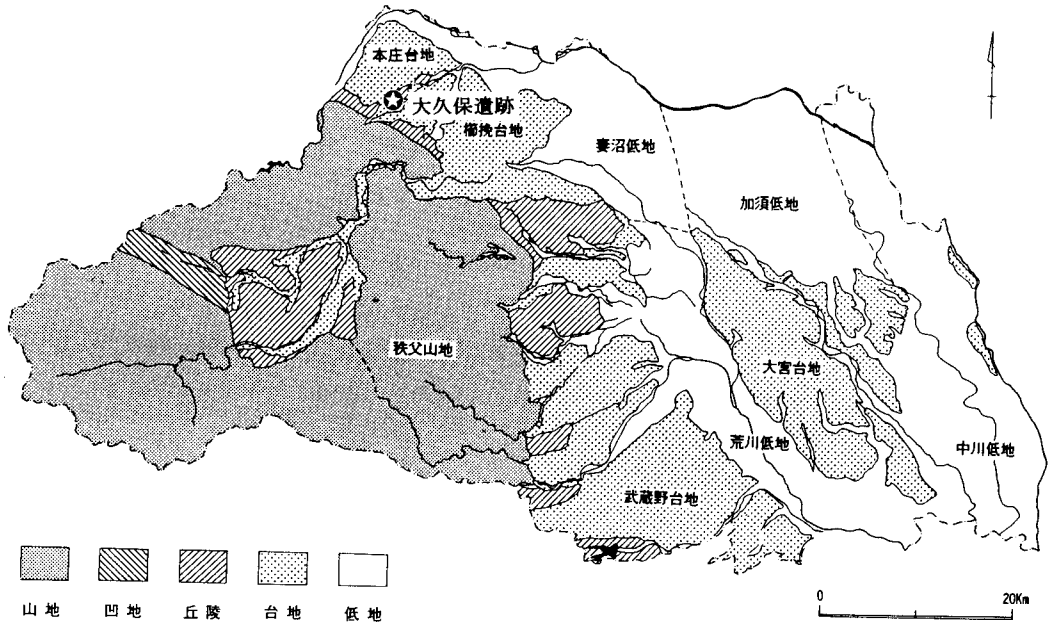 本庄台地
大久保遺跡
櫛挽台地
妻沼低地
加須低地
秩父山地
大宮台地
荒川低地
中川低地
武蔵野台地
山地 凹地 丘陵 台地 低地
0 20Km